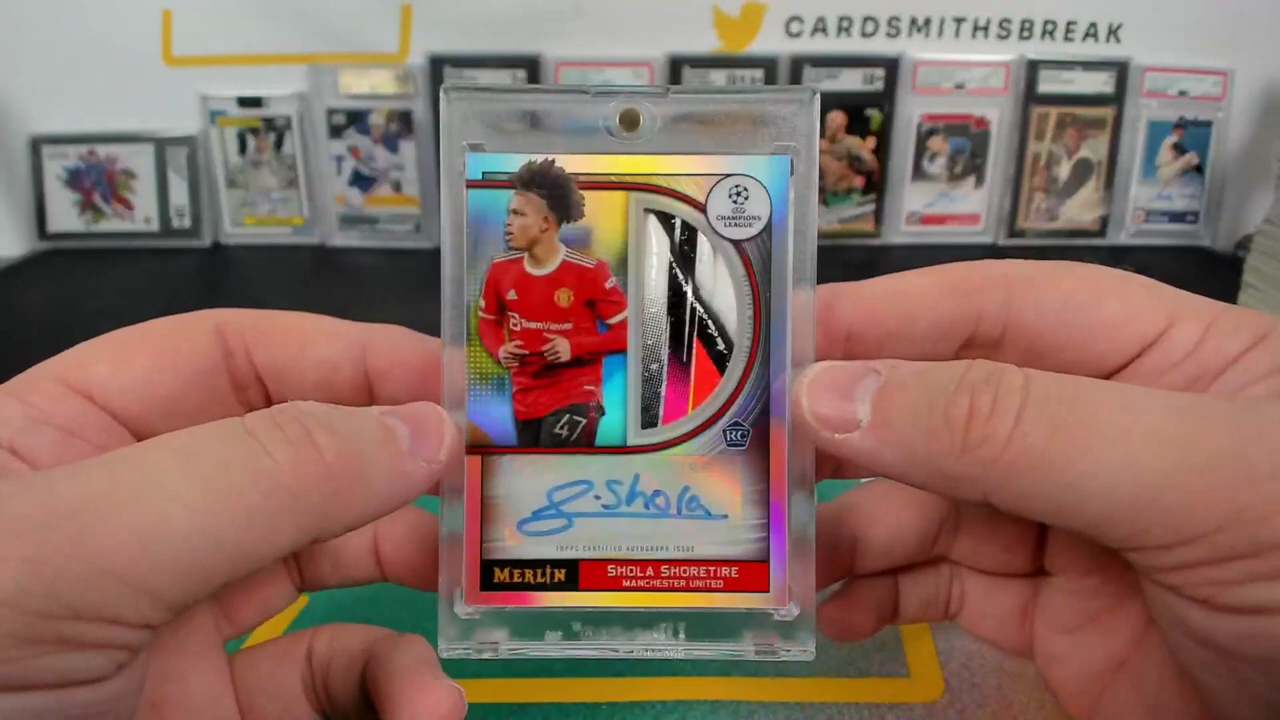 CARDSMITHSBREAK
CHAMPIONS
LEAGUE
TeamViewer
47
RC
S.Shola
TOPPS CERTIFIED AUTOGRAPH ISSUE
MERLIN
SHOLA SHORETIRE
MANCHESTER UNITED